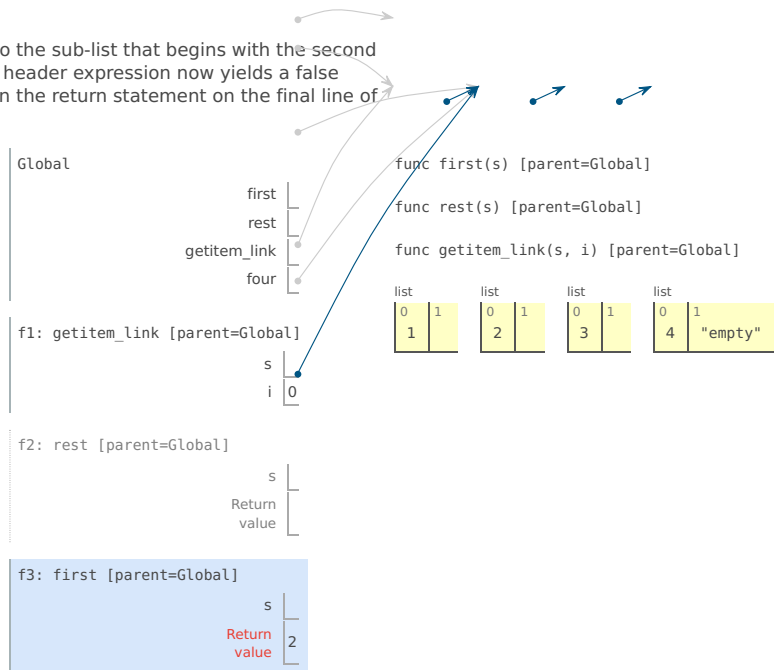 o the sub-list that begins with the second
header expression now yields a false
n the return statement on the final line of
Global
first
rest
getitem_link
four
func first(s) [parent=Global]
func rest(s) [parent=Global]
func getitem_link(s, i) [parent=Global]
list list list list
0 1 0 1 0 1 0 1
1 2 3 4 "empty"
f1: getitem_link [parent=Global]
s
i 0
f2: rest [parent=Global]
s
Return
value
f3: first [parent=Global]
s
Return
value 2